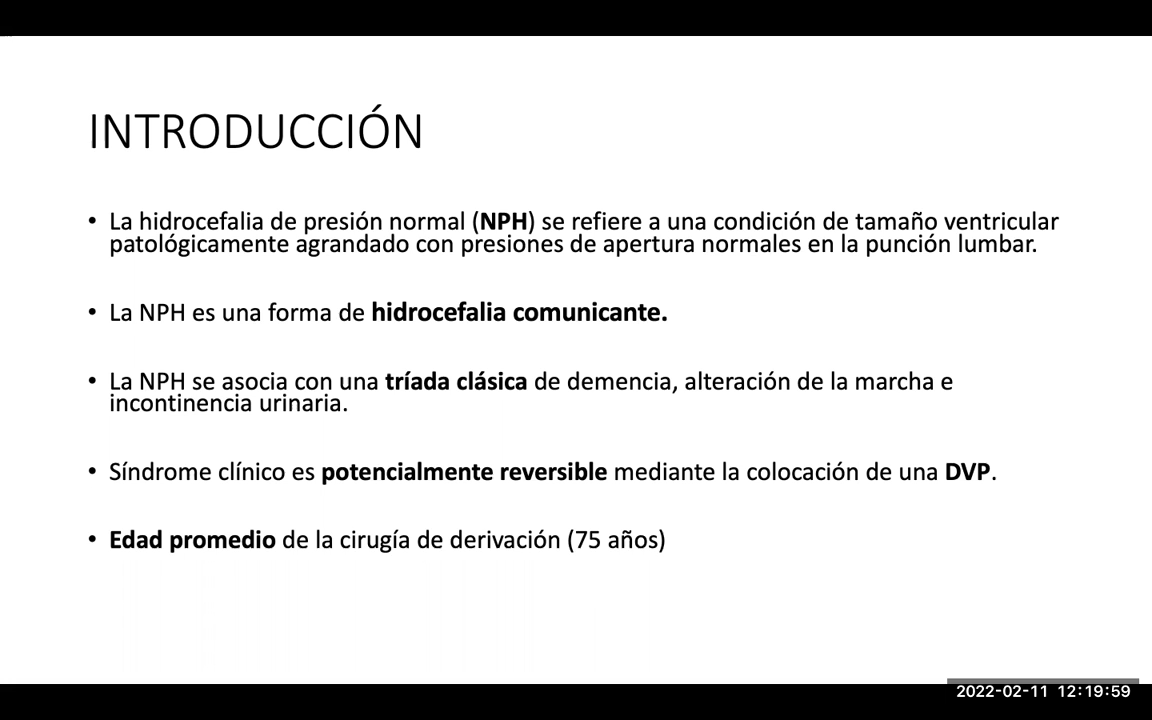 INTRODUCCIÓN
• La hidrocefalia de presión normal (NPH) se refiere a una condición de tamaño ventricular
patológicamente agrandado con presiones de apertura normales en la punción lumbar.
• La NPH es una forma de hidrocefalia comunicante.
• La NPH se asocia con una tríada clásica de demencia, alteración de la marcha e
incontinencia urinaria.
• Síndrome clínico es potencialmente reversible mediante la colocación de una DVP.
• Edad promedio de la cirugía de derivación (75 años)
2022-02-11 12:19:59